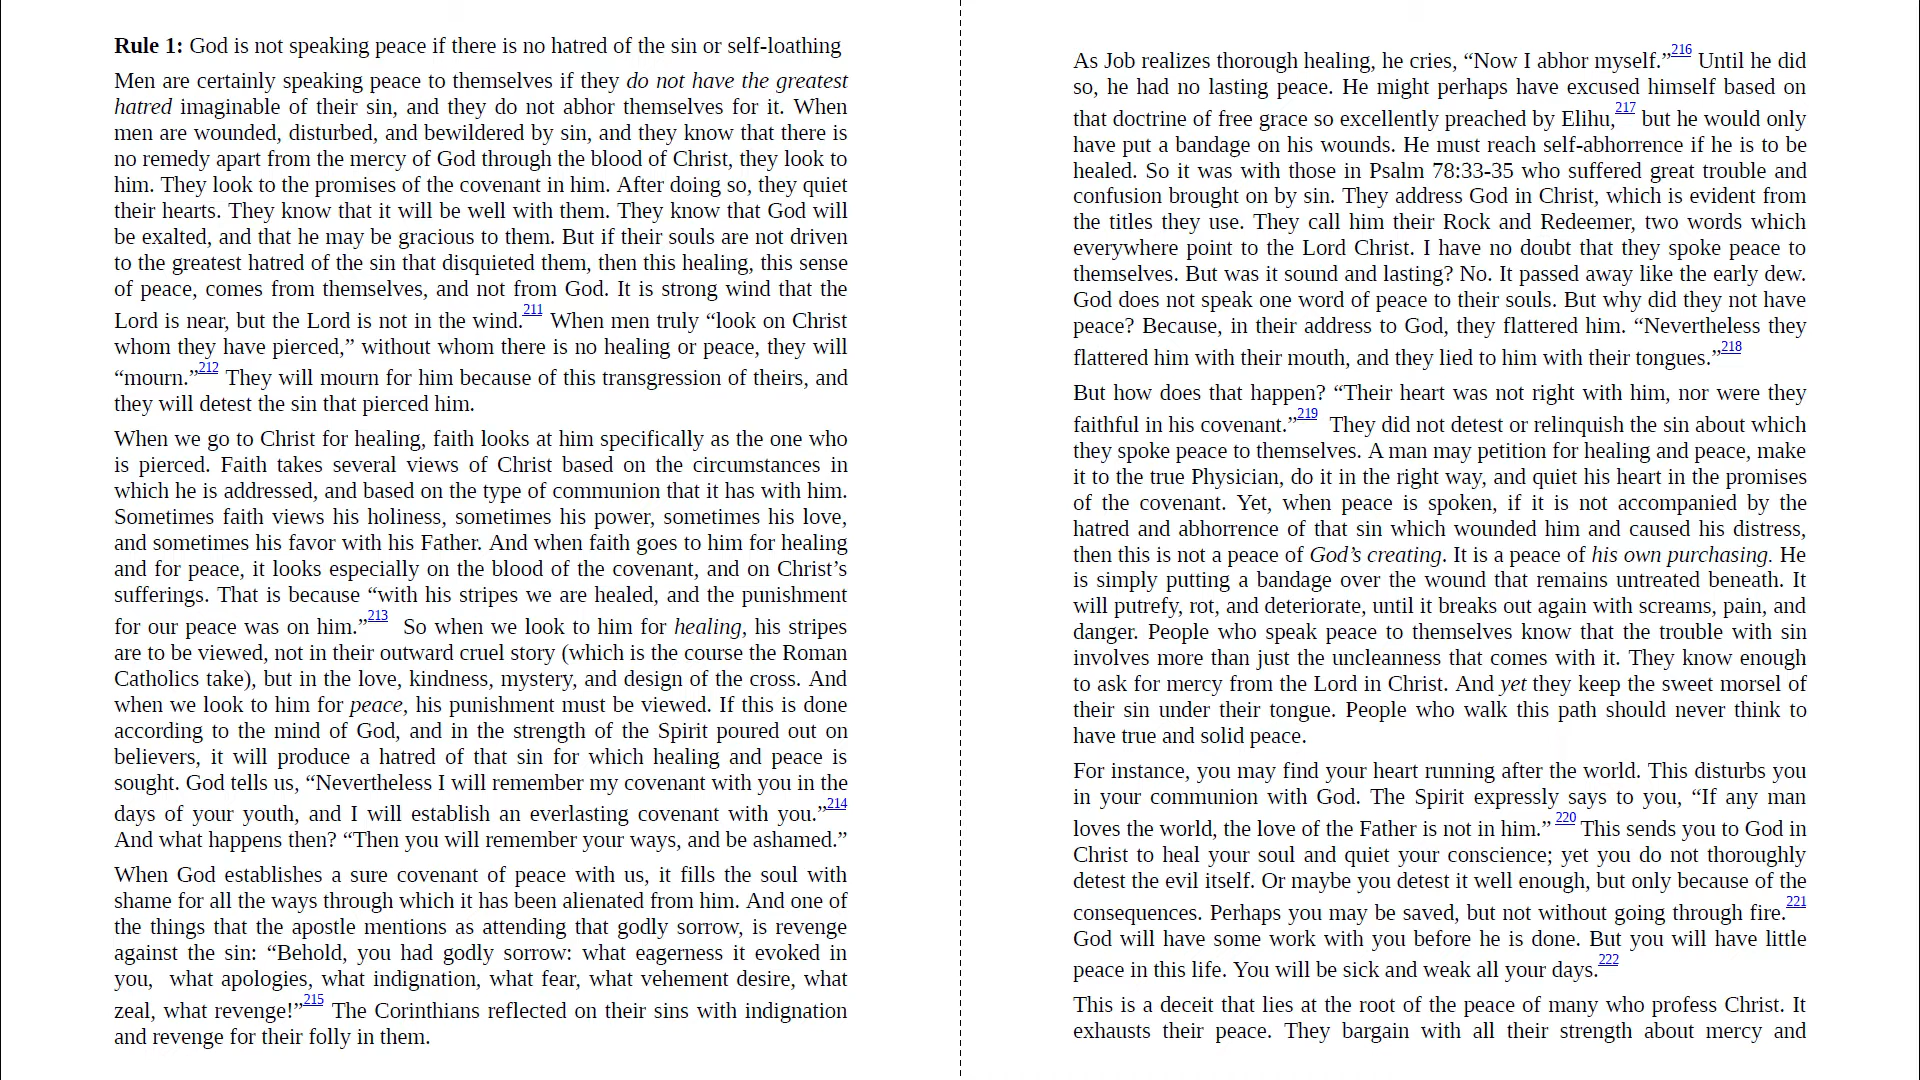 Rule 1: God is not speaking peace if there is no hatred of the sin or self-loathing
Men are certainly speaking peace to themselves if they do not have the greatest
hatred imaginable of their sin, and they do not abhor themselves for it. When
men are wounded, disturbed, and bewildered by sin, and they know that there is
no remedy apart from the mercy of God through the blood of Christ, they look to
him. They look to the promises of the covenant in him. After doing so, they quiet
their hearts. They know that it will be well with them. They know that God will
be exalted, and that he may be gracious to them. But if their souls are not driven
to the greatest hatred of the sin that disquieted them, then this healing, this sense
of peace, comes from themselves, and not from God. It is strong wind that the
Lord is near, but the Lord is not in the wind.211 When men truly “look on Christ
whom they have pierced,” without whom there is no healing or peace, they will
“mourn.”212 They will mourn for him because of this transgression of theirs, and
they will detest the sin that pierced him.
When we go to Christ for healing, faith looks at him specifically as the one who
is pierced. Faith takes several views of Christ based on the circumstances in
which he is addressed, and based on the type of communion that it has with him.
Sometimes faith views his holiness, sometimes his power, sometimes his love,
and sometimes his favor with his Father. And when faith goes to him for healing
and for peace, it looks especially on the blood of the covenant, and on Christ’s
sufferings. That is because “with his stripes we are healed, and the punishment
for our peace was on him.”213 So when we look to him for healing, his stripes
are to be viewed, not in their outward cruel story (which is the course the Roman
Catholics take), but in the love, kindness, mystery, and design of the cross. And
when we look to him for peace, his punishment must be viewed. If this is done
according to the mind of God, and in the strength of the Spirit poured out on
believers, it will produce a hatred of that sin for which healing and peace is
sought. God tells us, “Nevertheless I will remember my covenant with you in the
days of your youth, and I will establish an everlasting covenant with you.”214
And what happens then? “Then you will remember your ways, and be ashamed.”
When God establishes a sure covenant of peace with us, it fills the soul with
shame for all the ways through which it has been alienated from him. And one of
the things that the apostle mentions as attending that godly sorrow, is revenge
against the sin: “Behold, you had godly sorrow: what eagerness it evoked in
you, what apologies, what indignation, what fear, what vehement desire, what
zeal, what revenge!”215 The Corinthians reflected on their sins with indignation
and revenge for their folly in them.
As Job realizes thorough healing, he cries, “Now I abhor myself.”216 Until he did
so, he had no lasting peace. He might perhaps have excused himself based on
that doctrine of free grace so excellently preached by Elihu,217 but he would only
have put a bandage on his wounds. He must reach self-abhorrence if he is to be
healed. So it was with those in Psalm 78:33-35 who suffered great trouble and
confusion brought on by sin. They address God in Christ, which is evident from
the titles they use. They call him their Rock and Redeemer, two words which
everywhere point to the Lord Christ. I have no doubt that they spoke peace to
themselves. But was it sound and lasting? No. It passed away like the early dew.
God does not speak one word of peace to their souls. But why did they not have
peace? Because, in their address to God, they flattered him. “Nevertheless they
flattered him with their mouth, and they lied to him with their tongues.”218
But how does that happen? “Their heart was not right with him, nor were they
faithful in his covenant.”219 They did not detest or relinquish the sin about which
they spoke peace to themselves. A man may petition for healing and peace, make
it to the true Physician, do it in the right way, and quiet his heart in the promises
of the covenant. Yet, when peace is spoken, if it is not accompanied by the
hatred and abhorrence of that sin which wounded him and caused his distress,
then this is not a peace of God’s creating. It is a peace of his own purchasing. He
is simply putting a bandage over the wound that remains untreated beneath. It
will putrefy, rot, and deteriorate, until it breaks out again with screams, pain, and
danger. People who speak peace to themselves know that the trouble with sin
involves more than just the uncleanness that comes with it. They know enough
to ask for mercy from the Lord in Christ. And yet they keep the sweet morsel of
their sin under their tongue. People who walk this path should never think to
have true and solid peace.
For instance, you may find your heart running after the world. This disturbs you
in your communion with God. The Spirit expressly says to you, “If any man
loves the world, the love of the Father is not in him.” 220 This sends you to God in
Christ to heal your soul and quiet your conscience; yet you do not thoroughly
detest the evil itself. Or maybe you detest it well enough, but only because of the
consequences. Perhaps you may be saved, but not without going through fire.221
God will have some work with you before he is done. But you will have little
peace in this life. You will be sick and weak all your days.222
This is a deceit that lies at the root of the peace of many who profess Christ. It
exhausts their peace. They bargain with all their strength about mercy and